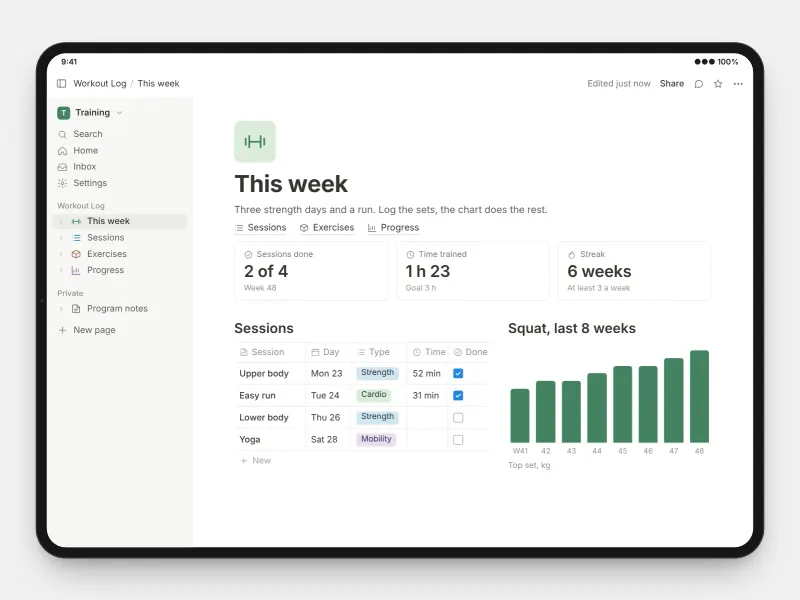 9:41
100%
Workout Log / This week
Edited just now Share
T Training
Search
Home
Inbox
Settings
Workout Log
This week
Sessions
Exercises
Progress
Private
Program notes
New page
This week
Three strength days and a run. Log the sets, the chart does the rest.
Sessions Exercises Progress
Sessions done
2 of 4
Week 48
Time trained
1 h 23
Goal 3 h
Streak
6 weeks
At least 3 a week
Sessions
Session Day Type Time Done
Upper body Mon 23 Strength 52 min
Easy run Tue 24 Cardio 31 min
Lower body Thu 26 Strength
Yoga Sat 28 Mobility
+ New
Squat, last 8 weeks
W41 42 43 44 45 46 47 48
Top set, kg